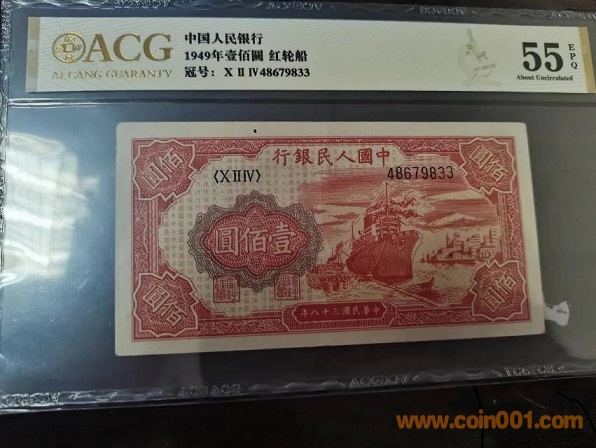 ACG
AI CANG GUARANTY
中国人民银行
1949年壹佰圓 红轮船
冠号： X II IV48679833
55 EPQ
About Uncirculated
佰圓
佰圓
行銀民人國中
〈X II IV〉
48679833
圓佰壹
佰圓
佰圓
年八十三國民華中
ACG ACG
www.coin001.com